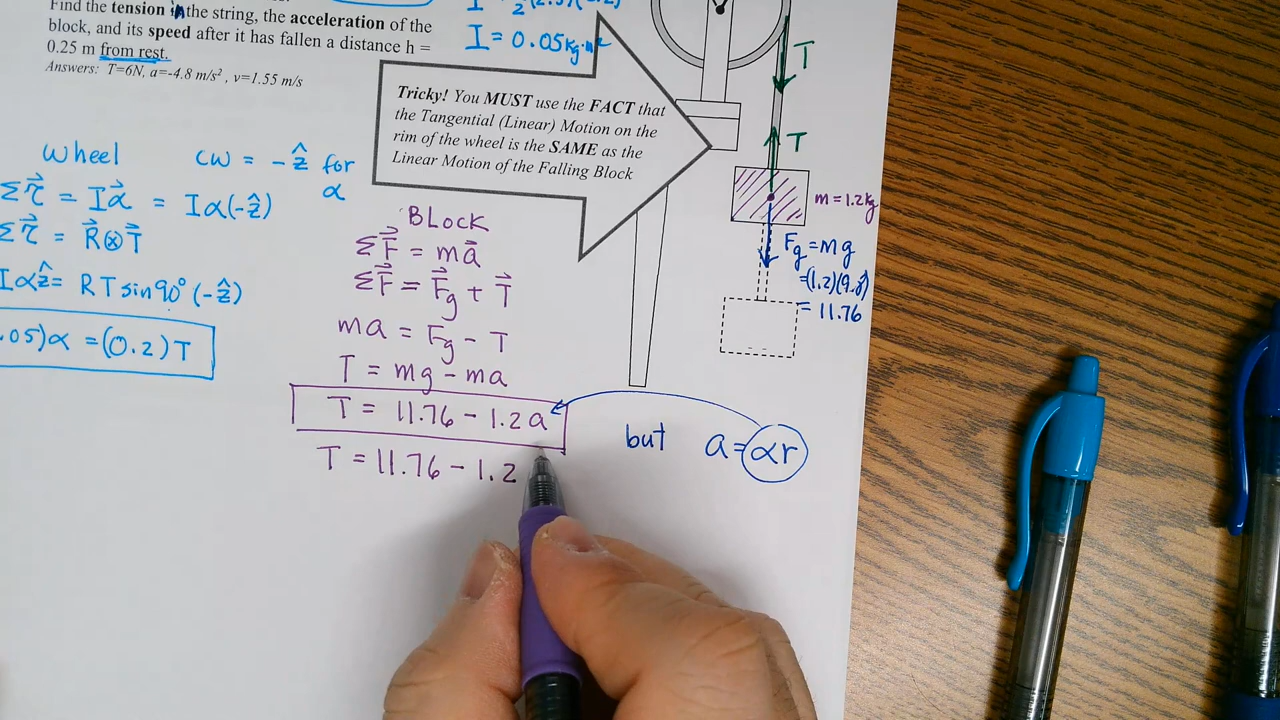 Find the tension in the string, the acceleration of the
block, and its speed after it has fallen a distance h =
0.25 m from rest.
Answers: T=6N, a=-4.8 m/s², v=1.55 m/s
I = 0.05 kg·m²
Tricky! You MUST use the FACT that
the Tangential (Linear) Motion on the
rim of the wheel is the SAME as the
Linear Motion of the Falling Block
T
T
m = 1.2kg
Fg = mg
=(1.2)(9.8)
= 11.76
Wheel
CW = -ẑ for
α
Στ⃗ = Iα⃗ = Iα(-ẑ)
Στ⃗ = R⃗⊗T⃗
Iαẑ = RT sin90° (-ẑ)
.05)α = (0.2)T
BLOCK
ΣF⃗ = ma⃗
ΣF⃗ = F⃗g + T⃗
ma = Fg - T
T = mg - ma
T = 11.76 - 1.2a
T = 11.76 - 1.2
but a = αr